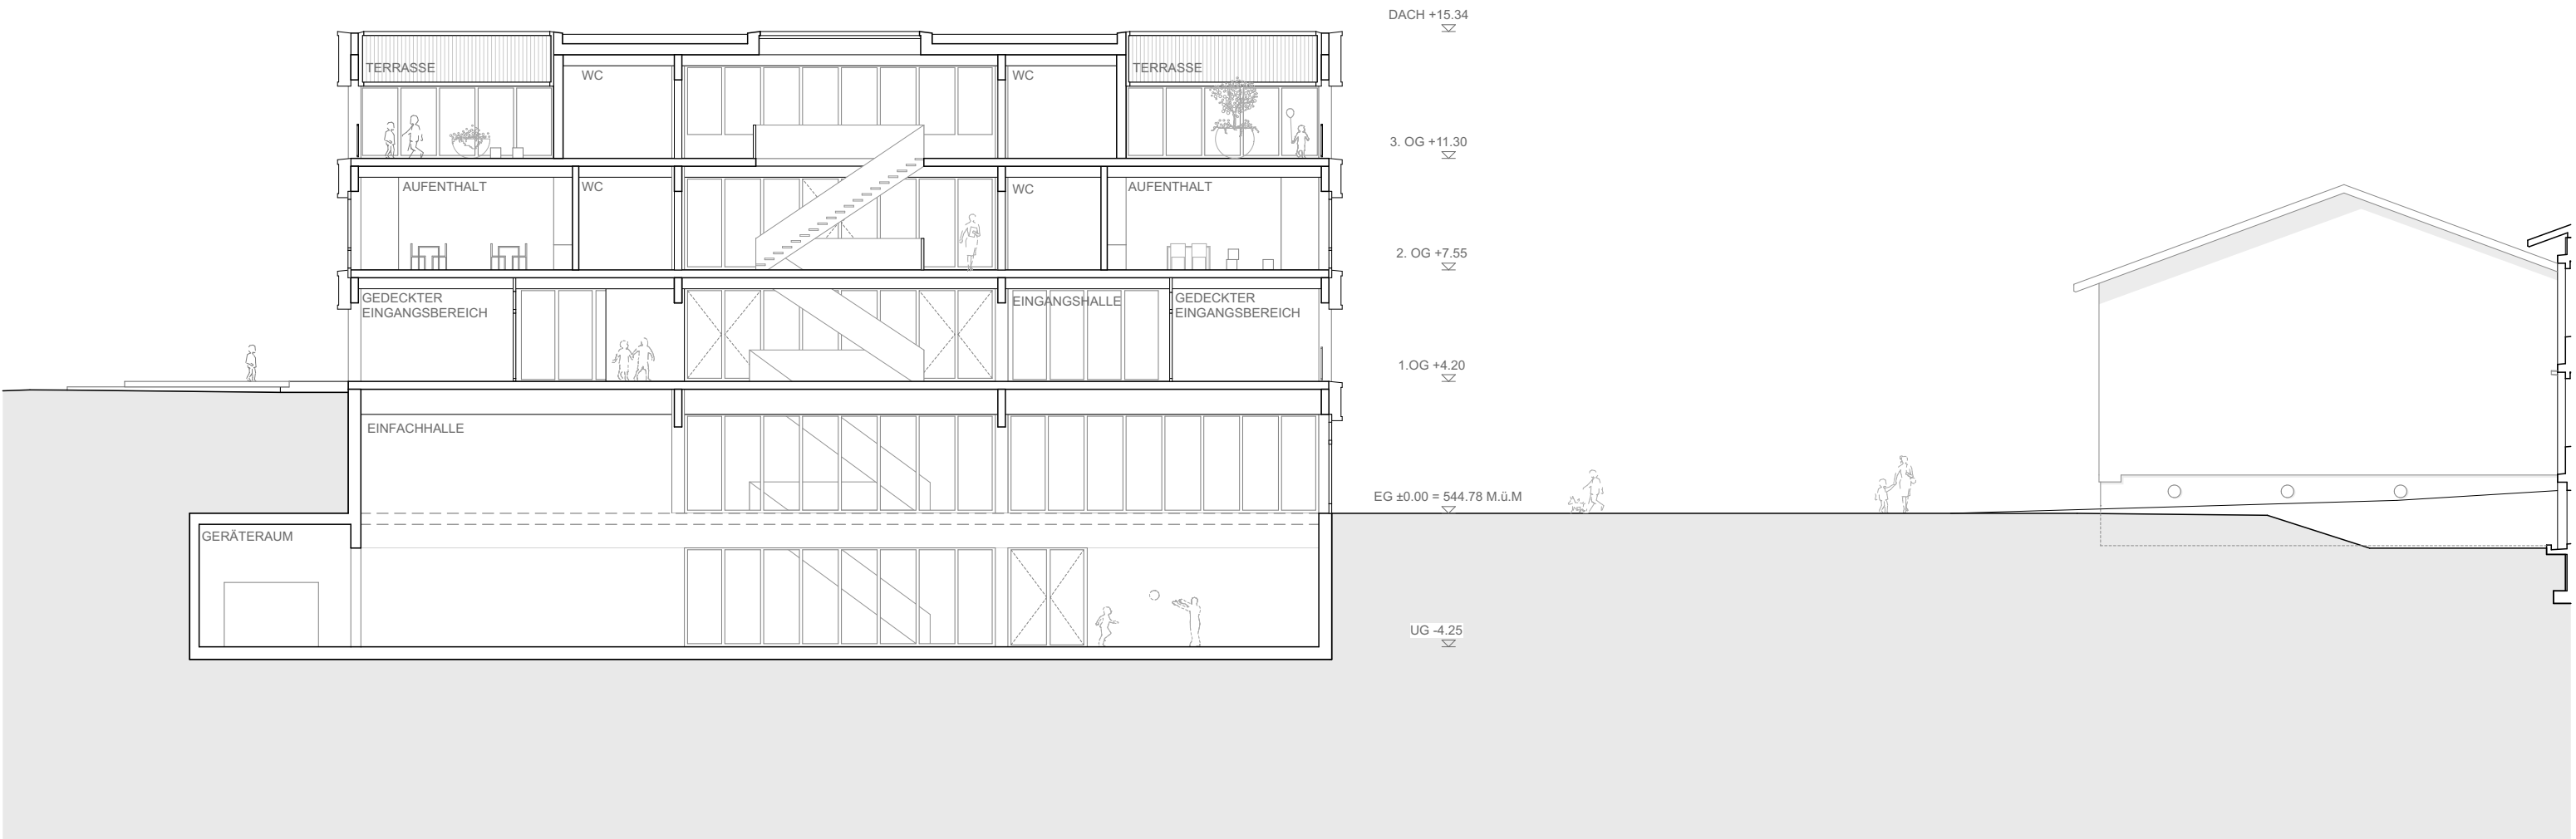 DACH +15.34
TERRASSE
WC
WC
TERRASSE
3. OG +11.30
AUFENTHALT
WC
WC
AUFENTHALT
2. OG +7.55
GEDECKTER
EINGANGSBEREICH
EINGANGSHALLE
GEDECKTER
EINGANGSBEREICH
1.OG +4.20
EINFACHHALLE
EG ±0.00 = 544.78 M.ü.M
GERÄTERAUM
UG -4.25